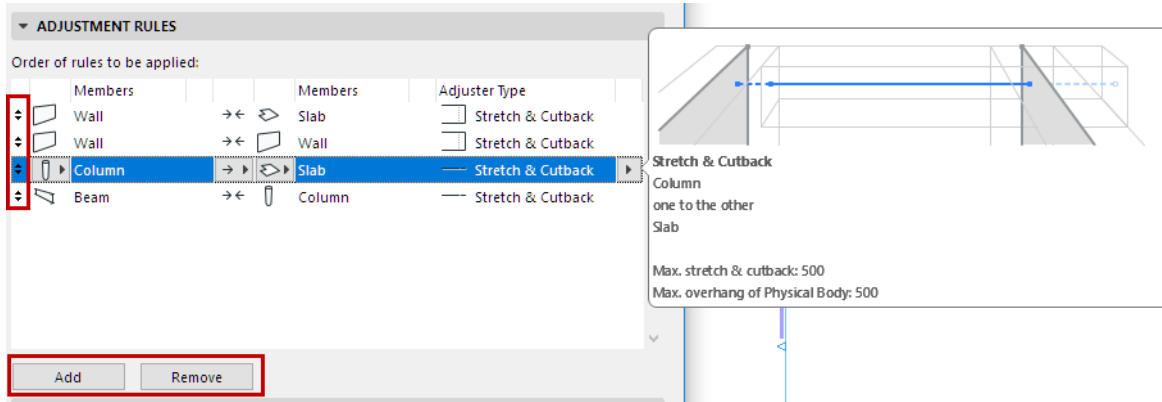 ADJUSTMENT RULES
Order of rules to be applied:
Members Members Adjuster Type
Wall Slab Stretch & Cutback
Wall Wall Stretch & Cutback
Column Slab Stretch & Cutback
Beam Column Stretch & Cutback
Add Remove
Stretch & Cutback
Column
one to the other
Slab
Max. stretch & cutback: 500
Max. overhang of Physical Body: 500